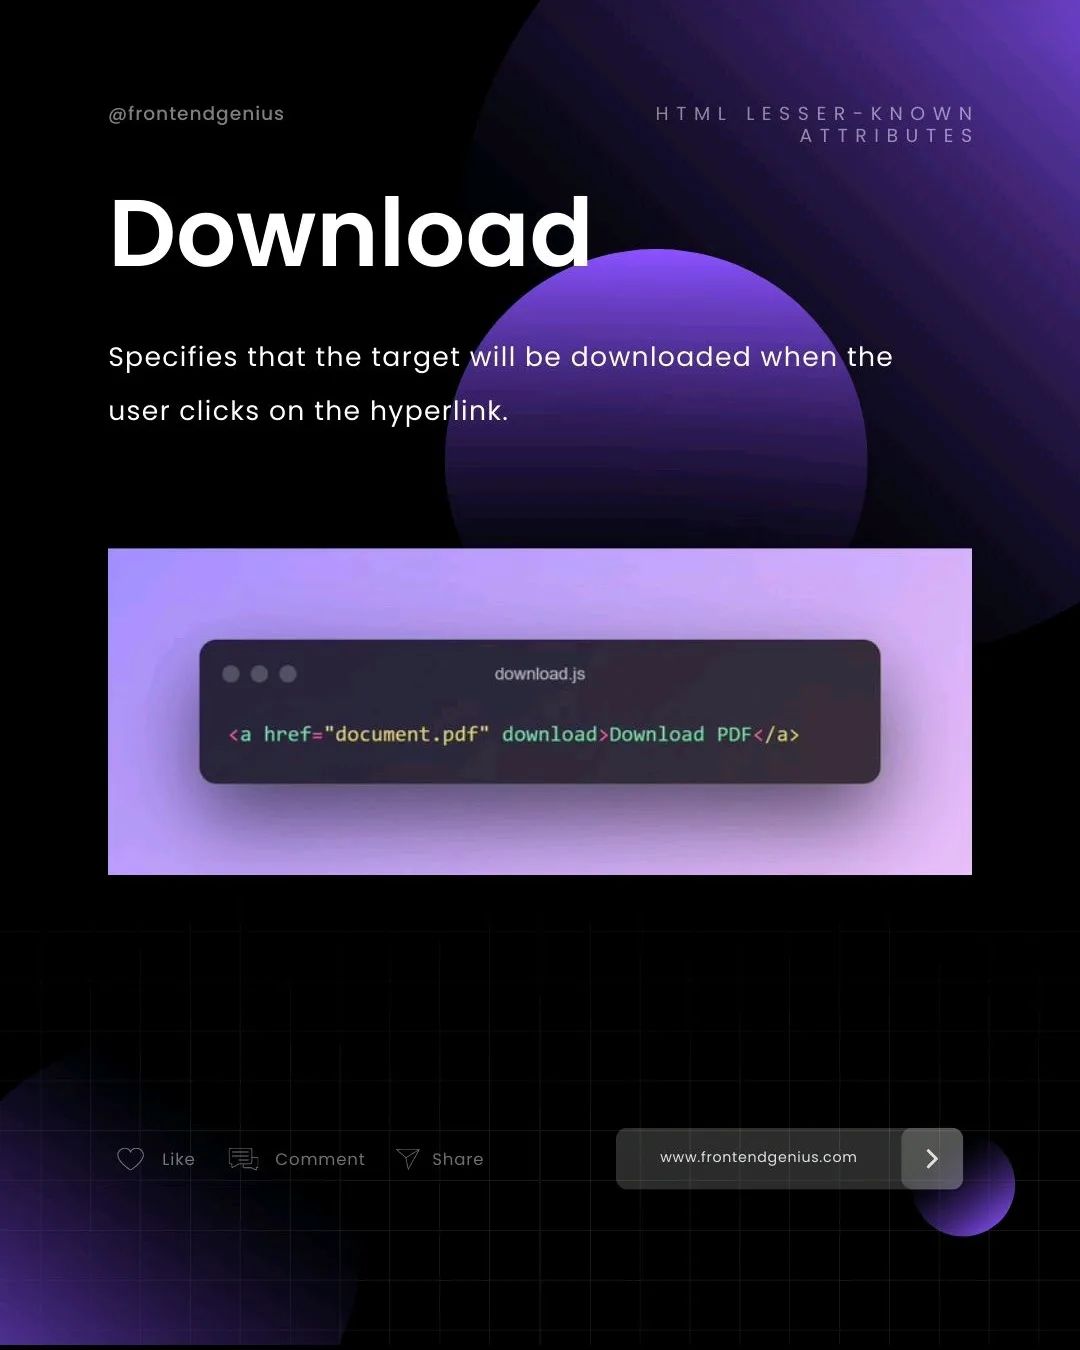 @frontendgenius
HTML LESSER-KNOWN
ATTRIBUTES
Download
Specifies that the target will be downloaded when the
user clicks on the hyperlink.
download.js
<a href="document.pdf" download>Download PDF</a>
Like
Comment
Share
www.frontendgenius.com